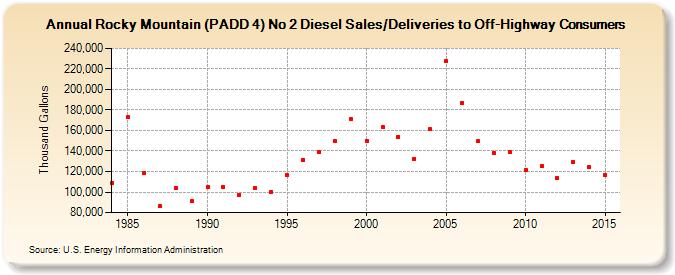 Annual Rocky Mountain (PADD 4) No 2 Diesel Sales/Deliveries to Off-Highway Consumers
Thousand Gallons
240,000
220,000
200,000
180,000
160,000
140,000
120,000
100,000
80,000
1985 1990 1995 2000 2005 2010 2015
Source: U.S. Energy Information Administration